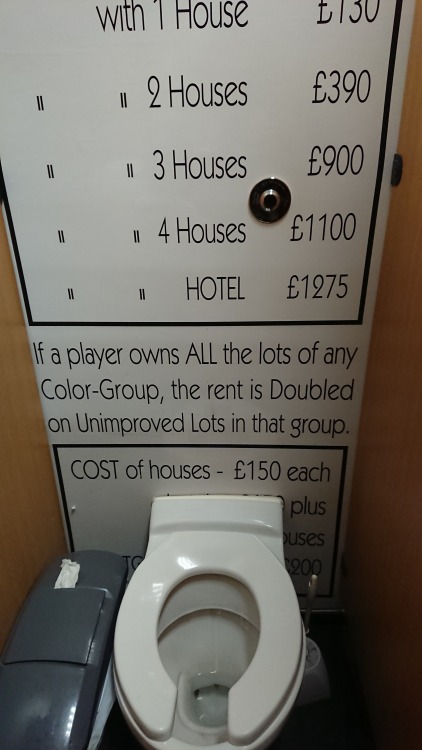 with 1 House £130
" " 2 Houses £390
" " 3 Houses £900
" " 4 Houses £1100
" " HOTEL £1275
If a player owns ALL the lots of any
Color-Group, the rent is Doubled
on Unimproved Lots in that group.
COST of houses - £150 each
plus
£200